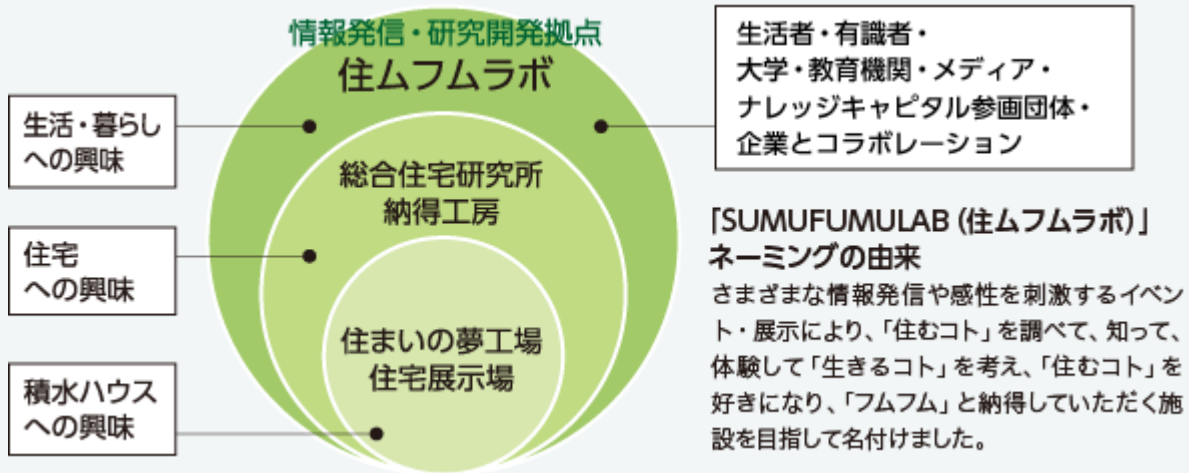 情報発信・研究開発拠点
住ムフムラボ
生活・暮らし
への興味
総合住宅研究所
納得工房
住宅
への興味
住まいの夢工場
住宅展示場
積水ハウス
への興味
生活者・有識者・
大学・教育機関・メディア・
ナレッジキャピタル参画団体・
企業とコラボレーション
「SUMUFUMULAB（住ムフムラボ）」
ネーミングの由来
さまざまな情報発信や感性を刺激するイベン
ト・展示により、「住むコト」を調べて、知って、
体験して「生きるコト」を考え、「住むコト」を
好きになり、「フムフム」と納得していただく施
設を目指して名付けました。